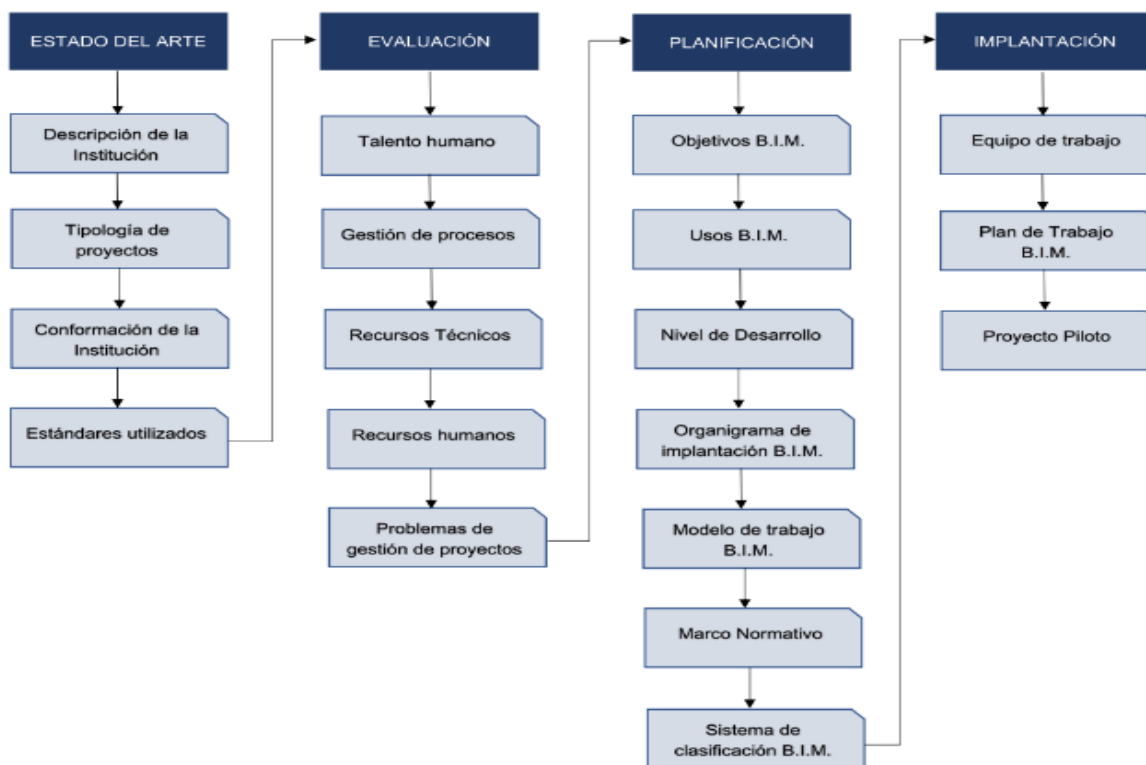 ESTADO DEL ARTE
Descripción de la
Institución
Tipología de
proyectos
Conformación de la
Institución
Estándares utilizados
EVALUACIÓN
Talento humano
Gestión de procesos
Recursos Técnicos
Recursos humanos
Problemas de
gestión de proyectos
PLANIFICACIÓN
Objetivos B.I.M.
Usos B.I.M.
Nivel de Desarrollo
Organigrama de
implantación B.I.M.
Modelo de trabajo
B.I.M.
Marco Normativo
Sistema de
clasificación B.I.M.
IMPLANTACIÓN
Equipo de trabajo
Plan de Trabajo
B.I.M.
Proyecto Piloto